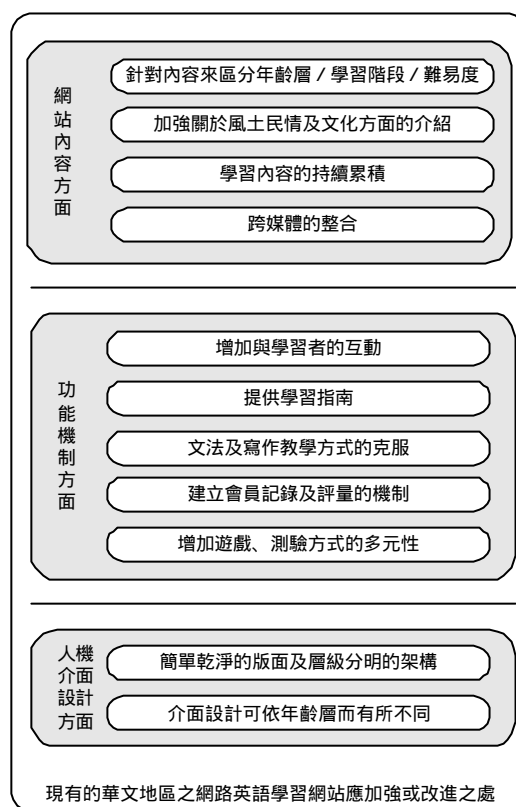 網站內容方面
針對內容來區分年齡層 / 學習階段 / 難易度
加強關於風土民情及文化方面的介紹
學習內容的持續累積
跨媒體的整合
功能機制方面
增加與學習者的互動
提供學習指南
文法及寫作教學方式的克服
建立會員記錄及評量的機制
增加遊戲、測驗方式的多元性
人機
介面
設計
方面
簡單乾淨的版面及層級分明的架構
介面設計可依年齡層而有所不同
現有的華文地區之網路英語學習網站應加強或改進之處